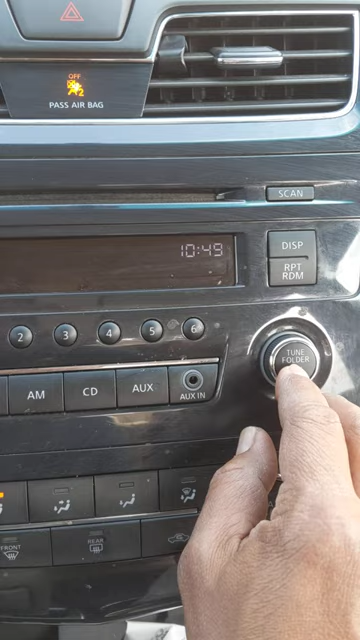 OFF
2
PASS AIR BAG
SCAN
10:49
DISP
RPT
RDM
2 3 4 5 6
TUNE
FOLDER
AM CD AUX
AUX IN
FRONT REAR